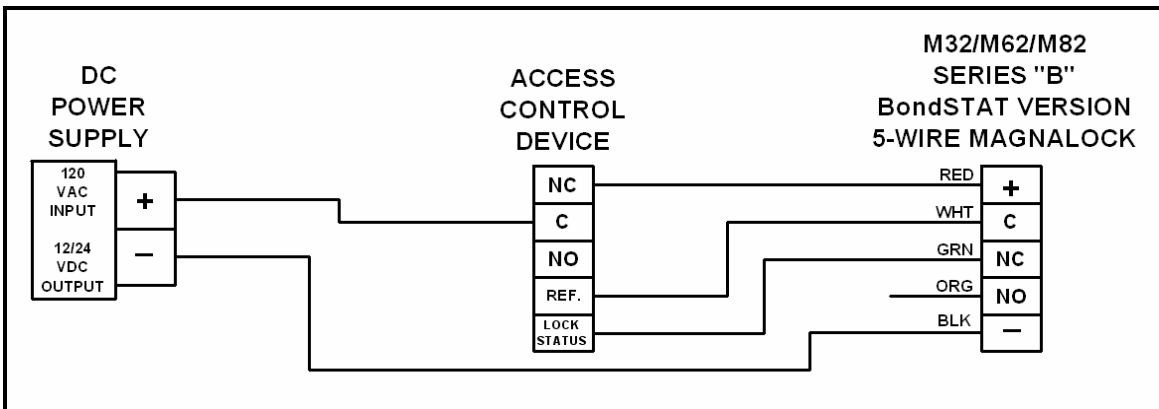 DC
POWER
SUPPLY
120
VAC
INPUT
12/24
VDC
OUTPUT
+
−
ACCESS
CONTROL
DEVICE
NC
C
NO
REF.
LOCK
STATUS
M32/M62/M82
SERIES "B"
BondSTAT VERSION
5-WIRE MAGNALOCK
RED
+
WHT
C
GRN
NC
ORG
NO
BLK
−